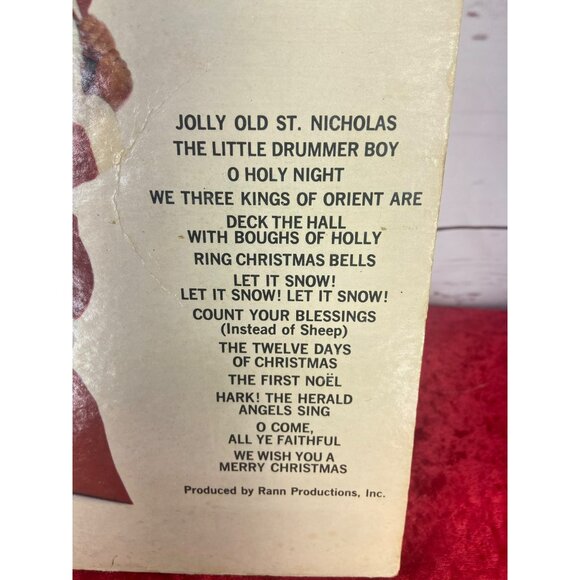 JOLLY OLD ST. NICHOLAS
THE LITTLE DRUMMER BOY
O HOLY NIGHT
WE THREE KINGS OF ORIENT ARE
DECK THE HALL
WITH BOUGHS OF HOLLY
RING CHRISTMAS BELLS
LET IT SNOW!
LET IT SNOW! LET IT SNOW!
COUNT YOUR BLESSINGS
(Instead of Sheep)
THE TWELVE DAYS
OF CHRISTMAS
THE FIRST NOËL
HARK! THE HERALD
ANGELS SING
O COME,
ALL YE FAITHFUL
WE WISH YOU A
MERRY CHRISTMAS
Produced by Rann Productions, Inc.